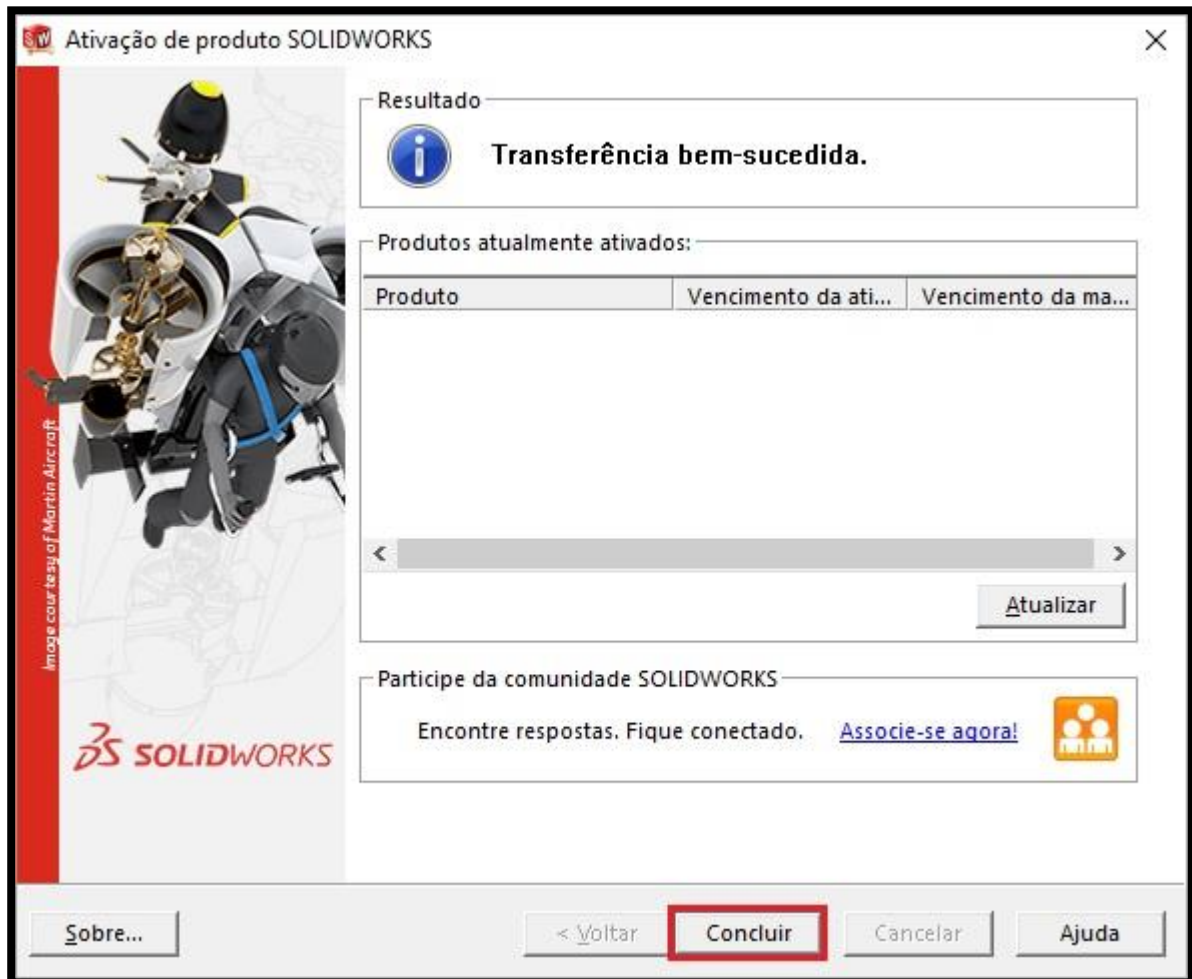 SW Ativação de produto SOLIDWORKS
Resultado
Transferência bem-sucedida.
Produtos atualmente ativados:
Produto Vencimento da ati... Vencimento da ma...
Atualizar
Participe da comunidade SOLIDWORKS
Encontre respostas. Fique conectado. Associe-se agora!
Image courtesy of Martin Aircraft
3S SOLIDWORKS
Sobre... < Voltar Concluir Cancelar Ajuda